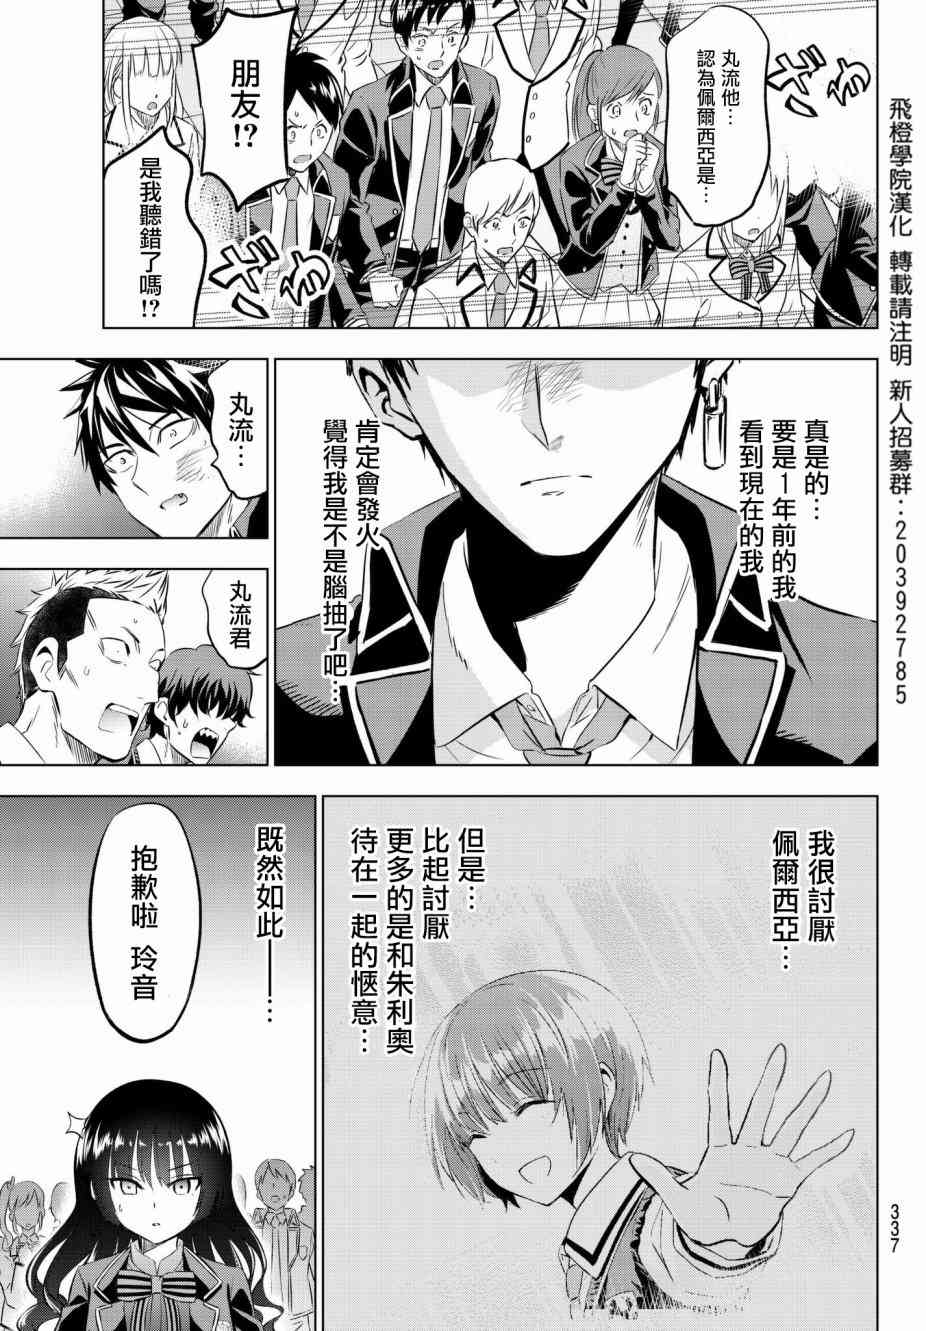 丸流他…
認為佩爾西亞是…
朋友!?
是我聽錯了嗎!?
ザワ
ザワ
真是的…
要是1年前的我
看到現在的我
肯定會發火
覺得我是不是腦抽了吧…
丸流…
丸流君
我很討厭
佩爾西亞…
但是…
比起討厭
更多的是和朱利奧
待在一起的愜意…
既然如此——…
抱歉啦 玲音
飛橙學院漢化 轉載請注明 新人招募群：20392785
337